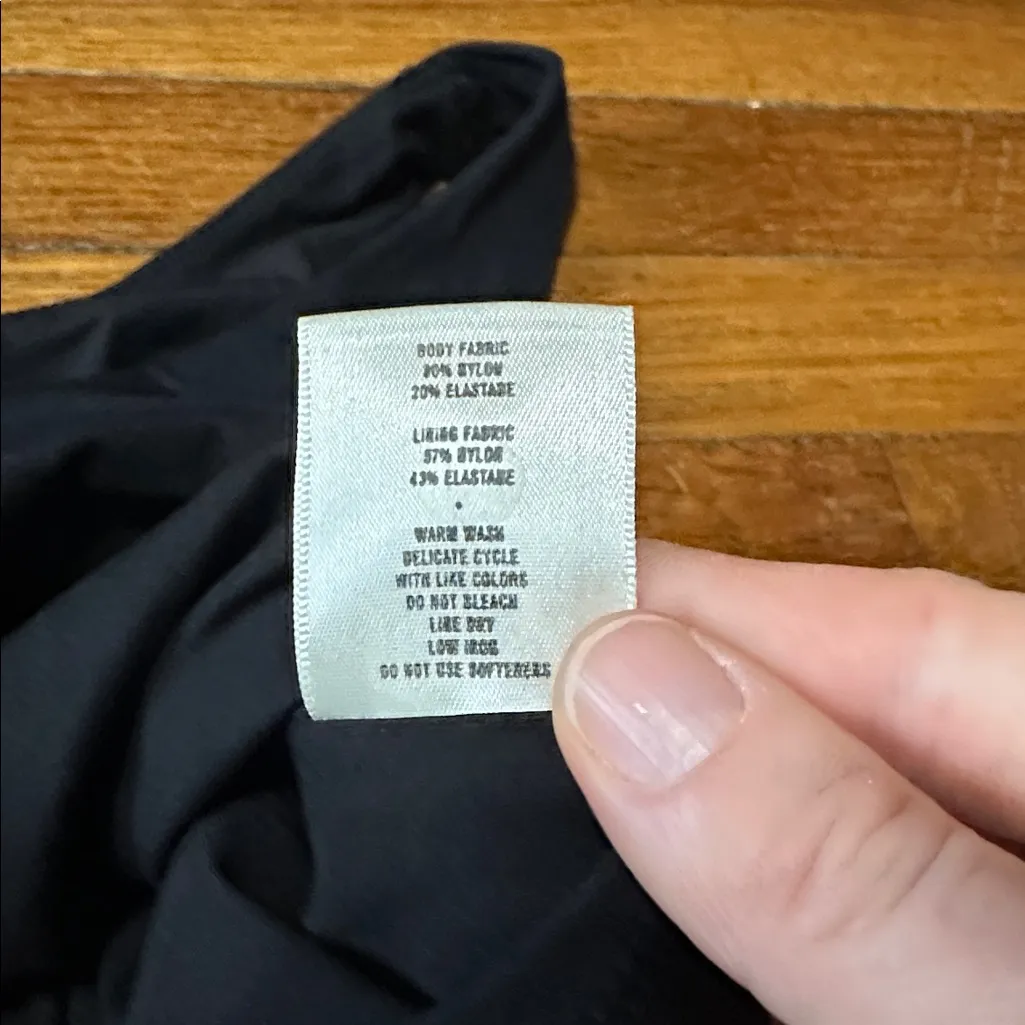 BODY FABRIC
80% NYLON
20% ELASTANE
LINING FABRIC
57% NYLON
43% ELASTANE
WARM WASH
DELICATE CYCLE
WITH LIKE COLORS
DO NOT BLEACH
LINE DRY
LOW IRON
DO NOT USE SOFTENERS